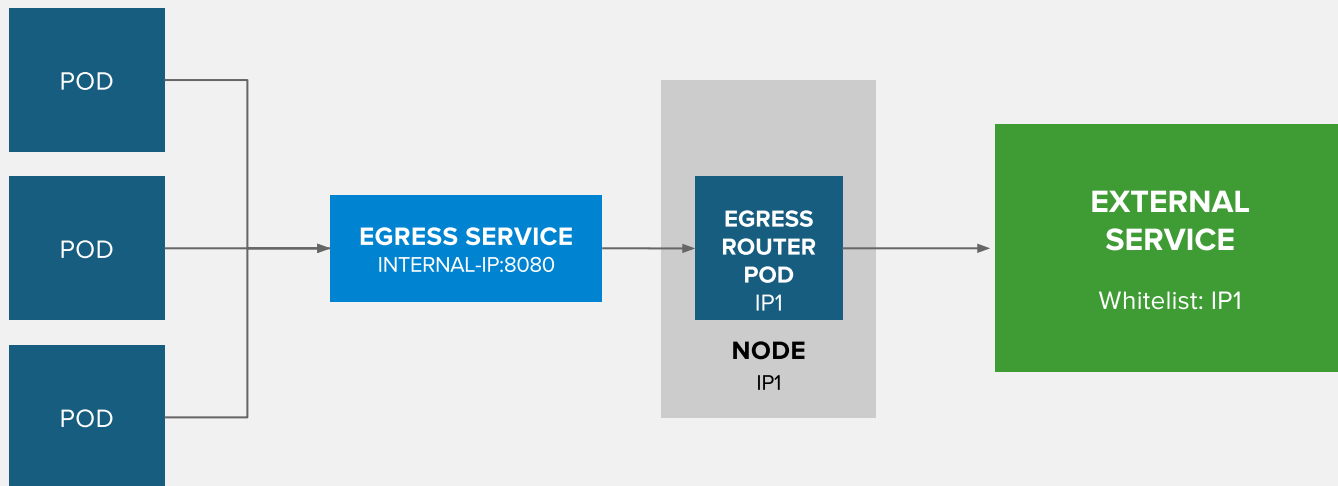 POD
POD
POD
EGRESS SERVICE
INTERNAL-IP:8080
EGRESS
ROUTER
POD
IP1
NODE
IP1
EXTERNAL
SERVICE
Whitelist: IP1